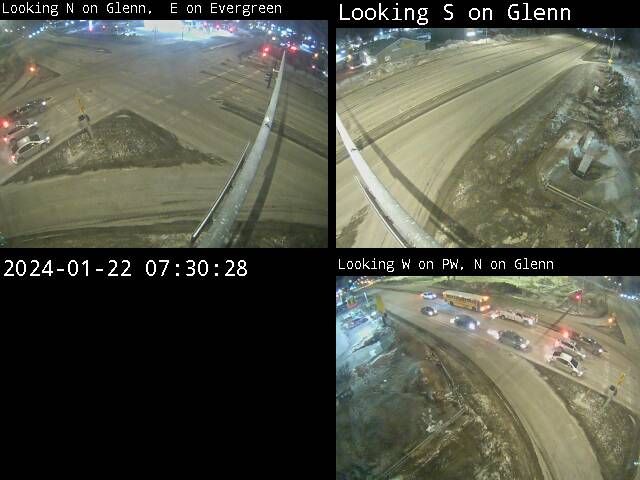 Looking N on Glenn,  E on Evergreen
Looking S on Glenn
2024-01-22 07:30:28
Looking W on PW, N on Glenn